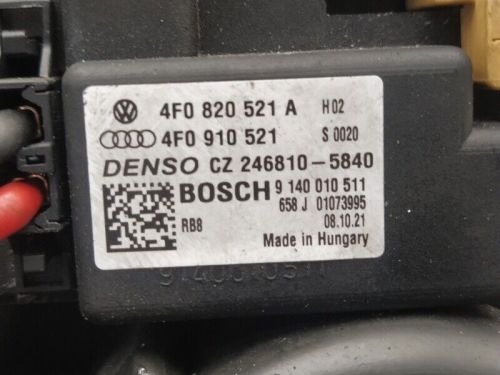 4F0 820 521 A H02
4F0 910 521 S 0020
DENSO CZ 246810-5840
BOSCH 9 140 010 511
658 J 01073995
RB8 08.10.21
Made in Hungary
9140010511